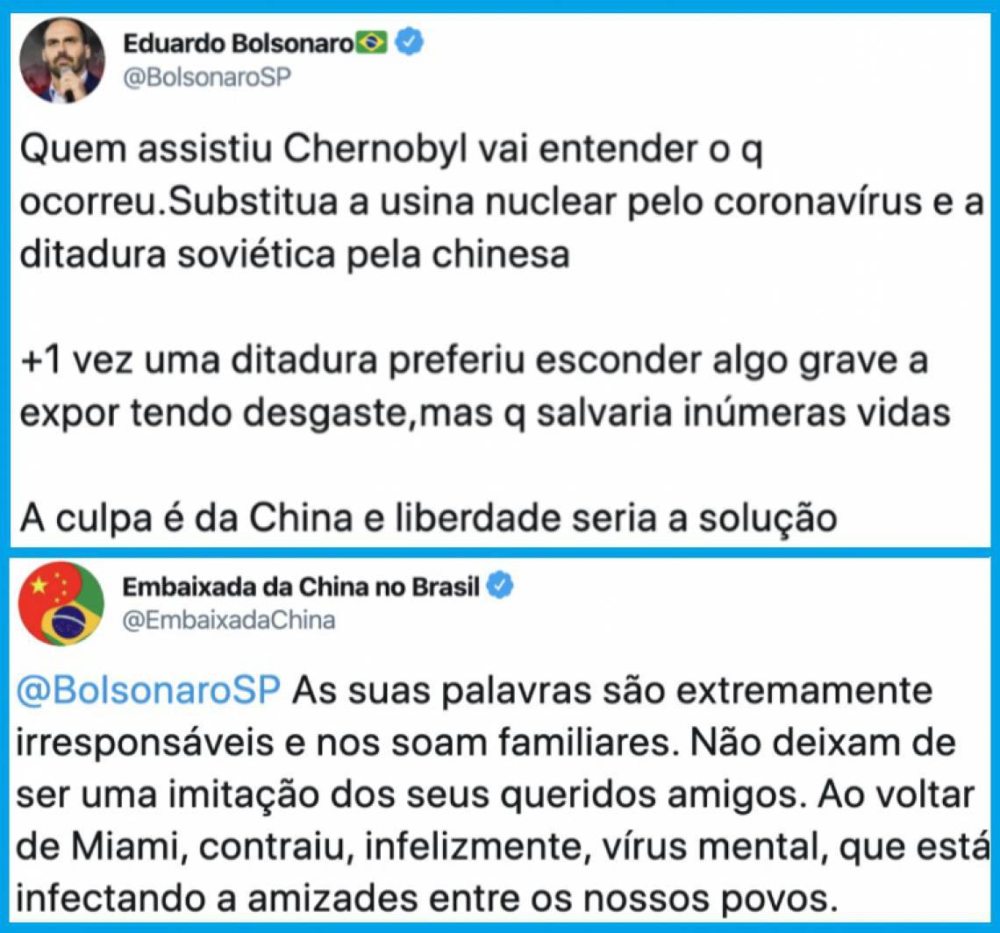 Eduardo Bolsonaro🇧🇷
@BolsonaroSP
Quem assistiu Chernobyl vai entender o q
ocorreu.Substitua a usina nuclear pelo coronavírus e a
ditadura soviética pela chinesa
+1 vez uma ditadura preferiu esconder algo grave a
expor tendo desgaste,mas q salvaria inúmeras vidas
A culpa é da China e liberdade seria a solução
Embaixada da China no Brasil
@EmbaixadaChina
@BolsonaroSP As suas palavras são extremamente
irresponsáveis e nos soam familiares. Não deixam de
ser uma imitação dos seus queridos amigos. Ao voltar
de Miami, contraiu, infelizmente, vírus mental, que está
infectando a amizades entre os nossos povos.